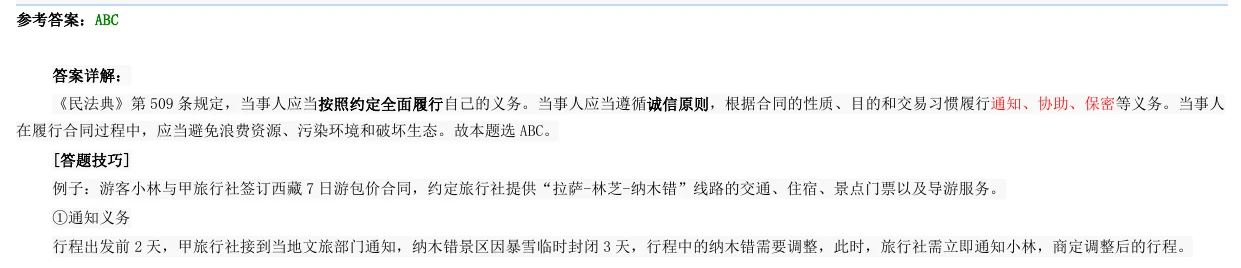 参考答案：ABC
答案详解：
《民法典》第 509 条规定，当事人应当按照约定全面履行自己的义务。当事人应当遵循诚信原则，根据合同的性质、目的和交易习惯履行通知、协助、保密等义务。当事人
在履行合同过程中，应当避免浪费资源、污染环境和破坏生态。故本题选 ABC。
[答题技巧]
例子：游客小林与甲旅行社签订西藏 7 日游包价合同，约定旅行社提供“拉萨-林芝-纳木错”线路的交通、住宿、景点门票以及导游服务。
①通知义务
行程出发前 2 天，甲旅行社接到当地文旅部门通知，纳木错景区因暴雪临时封闭 3 天，行程中的纳木错需要调整，此时，旅行社需立即通知小林，商定调整后的行程。